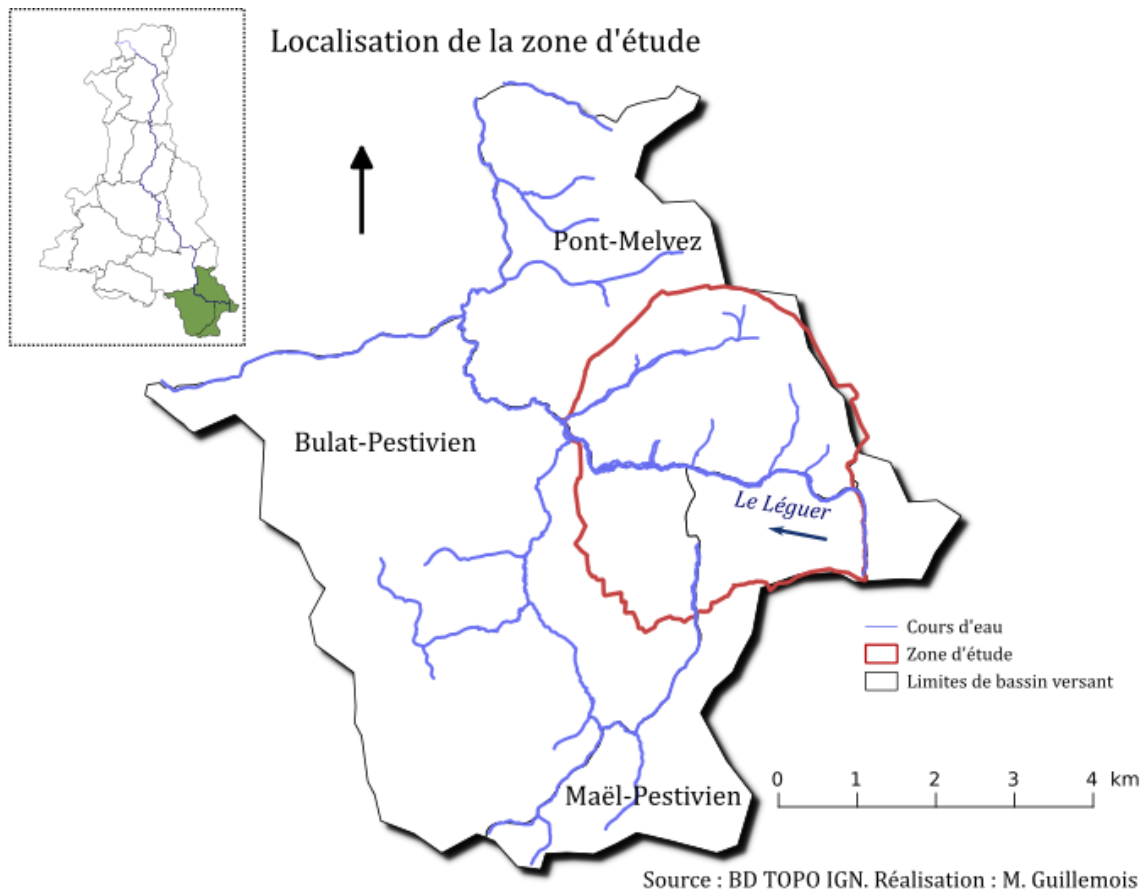 Localisation de la zone d'étude
Pont-Melvez
Bulat-Pestivien
Le Léguer
Cours d'eau
Zone d'étude
Limites de bassin versant
0 1 2 3 4 km
Maël-Pestivien
Source : BD TOPO IGN. Réalisation : M. Guillemois